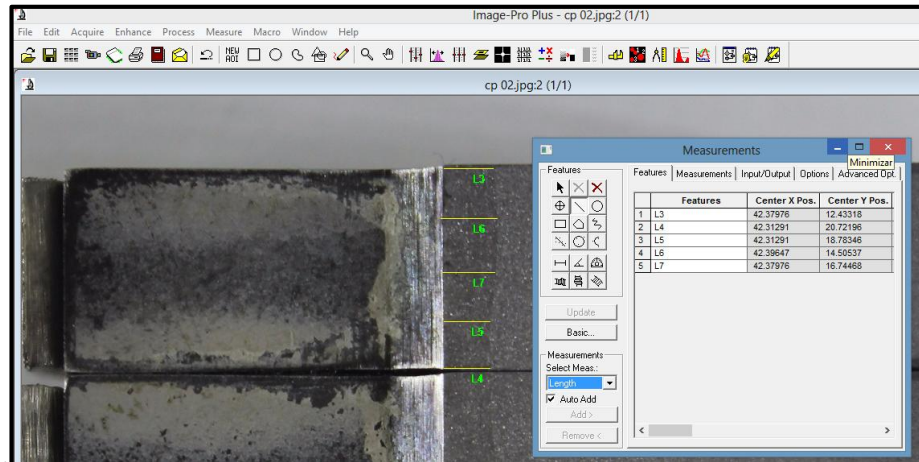 Image-Pro Plus - cp 02.jpg:2 (1/1)
File Edit Acquire Enhance Process Measure Macro Window Help
NEW AOI
cp 02.jpg:2 (1/1)
L3
L6
L7
L5
L4
Measurements
Minimizar
Features
Features Measurements Input/Output Options Advanced Opt.
Features Center X Pos. Center Y Pos.
1 L3 42.37976 12.43318
2 L4 42.31291 20.72196
3 L5 42.31291 18.78346
4 L6 42.39647 14.50537
5 L7 42.37976 16.74468
Update
Basic...
Measurements
Select Meas.:
Length
Auto Add
Add >
Remove <